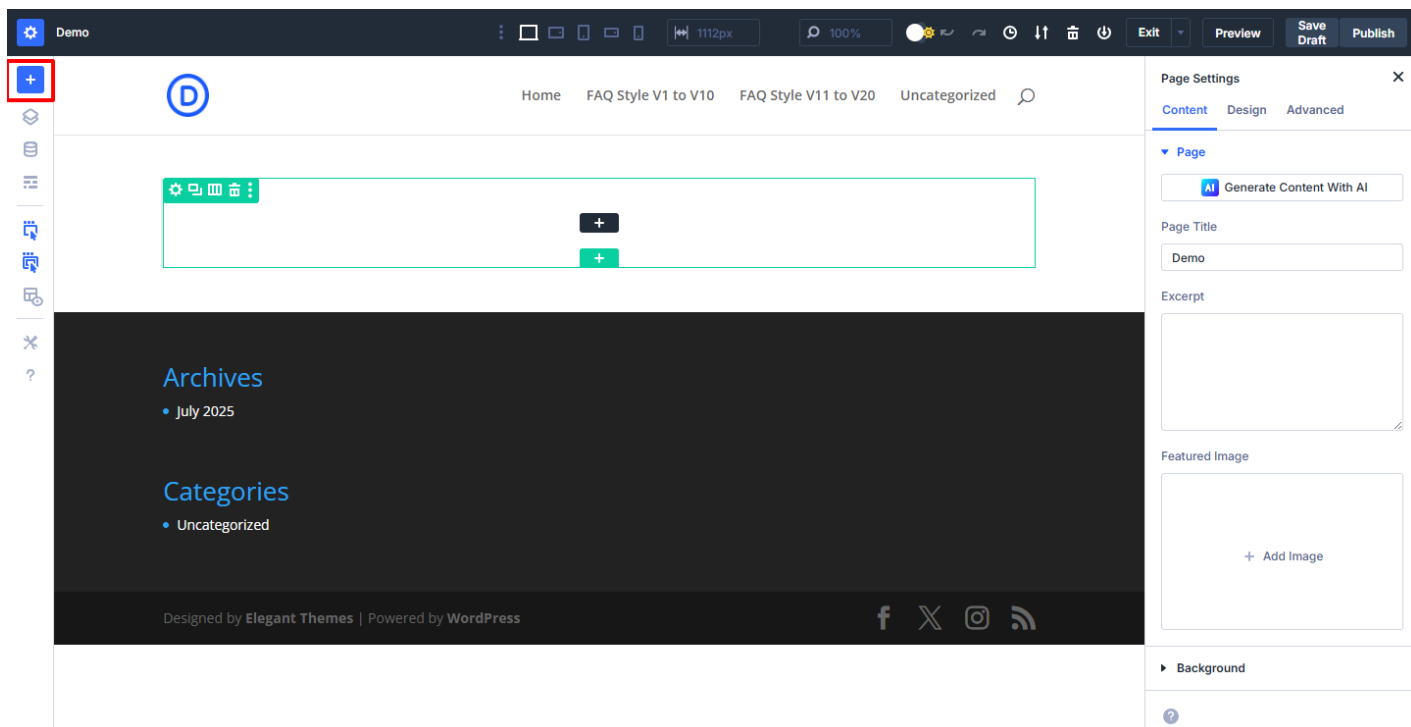 Demo
1112px
100%
Exit
Preview
Save Draft
Publish
D
Home
FAQ Style V1 to V10
FAQ Style V11 to V20
Uncategorized
Archives
July 2025
Categories
Uncategorized
Designed by Elegant Themes | Powered by WordPress
Page Settings
Content
Design
Advanced
Page
AI Generate Content With AI
Page Title
Demo
Excerpt
Featured Image
+ Add Image
Background